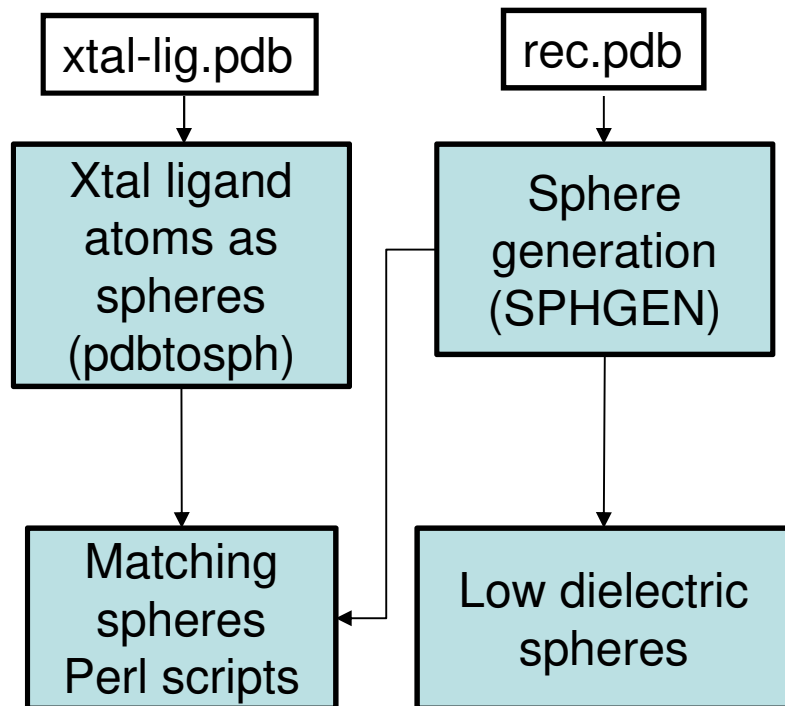 xtal-lig.pdb
rec.pdb
Xtal ligand
atoms as
spheres
(pdbtosph)
Sphere
generation
(SPHGEN)
Matching
spheres
Perl scripts
Low dielectric
spheres